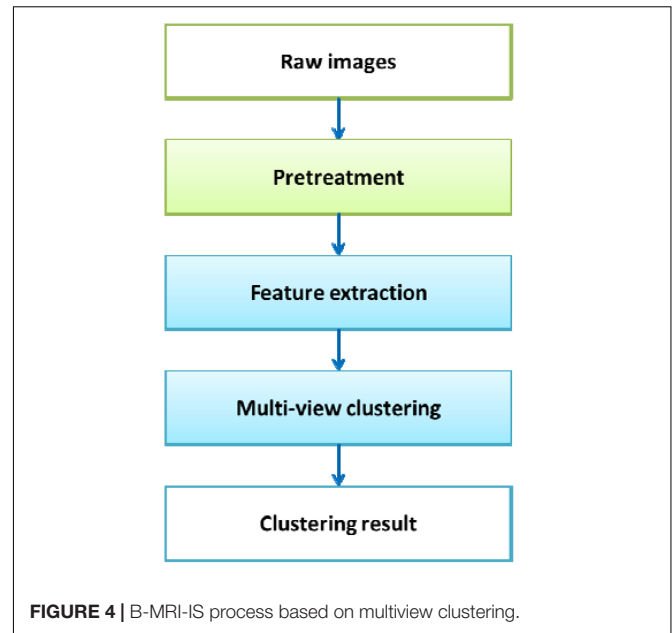 Raw images
Pretreatment
Feature extraction
Multi-view clustering
Clustering result
FIGURE 4 | B-MRI-IS process based on multiview clustering.